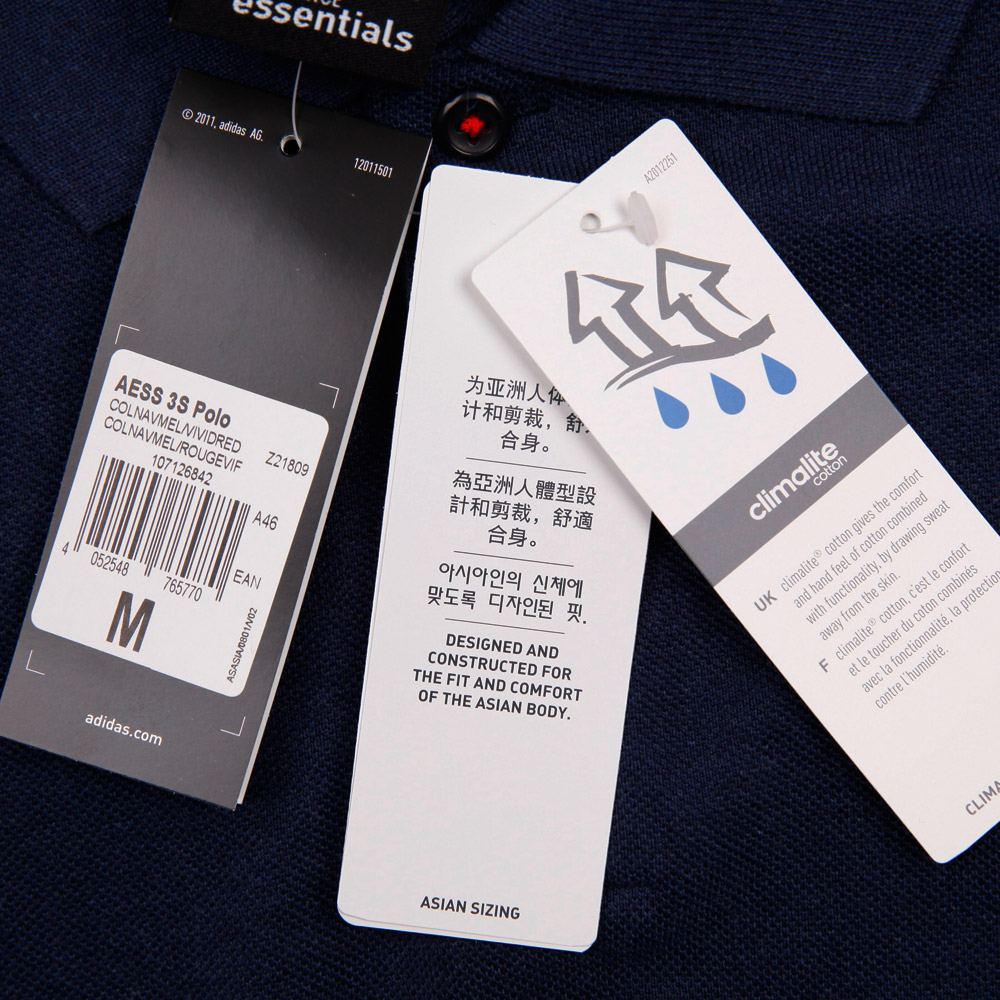 essentials
© 2011, adidas AG.
12011501
AESS 3S Polo
COLNAVMEL/VIVIDRED
COLNAVMEL/ROUGEVIF
Z21809
107126842
A46
4 052548 765770
EAN
M
ASASIA/0801/V02
adidas.com
为亚洲人体
计和剪裁，舒
合身。
為亞洲人體型設
計和剪裁，舒適
合身。
아시아인의 신체에
맞도록 디자인된 핏.
DESIGNED AND
CONSTRUCTED FOR
THE FIT AND COMFORT
OF THE ASIAN BODY.
ASIAN SIZING
A2012251
climalite
cotton
UK climalite® cotton gives the comfort
and hand feel of cotton combined
with functionality, by drawing sweat
away from the skin.
F climalite® cotton, c'est le confort
et le toucher du coton combinés
avec la fonctionnalité, la protection
contre l'humidité.
CLIMA